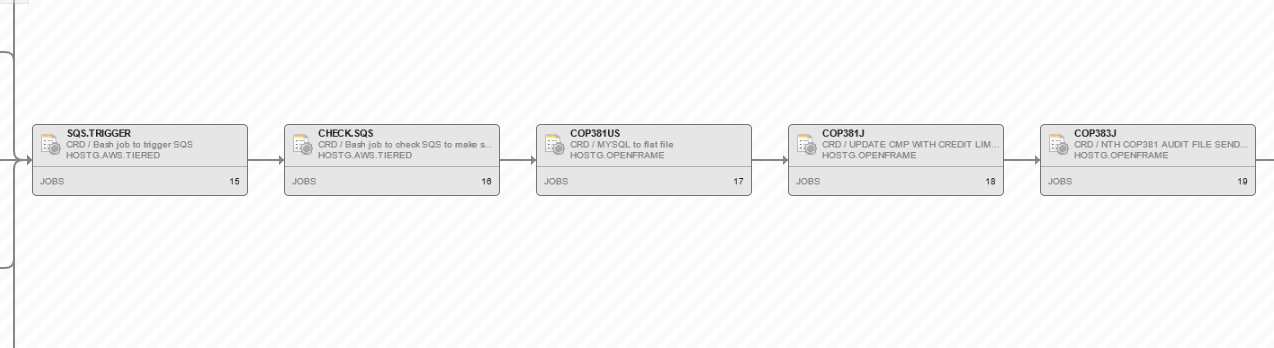 SQS.TRIGGER
CRD / Bash job to trigger SQS
HOSTG.AWS.TIERED
JOBS 15
CHECK.SQS
CRD / Bash job to check SQS to make s...
HOSTG.AWS.TIERED
JOBS 16
COP381US
CRD / MYSQL to flat file
HOSTG.OPENFRAME
JOBS 17
COP381J
CRD / UPDATE CMP WITH CREDIT LIM...
HOSTG.OPENFRAME
JOBS 18
COP383J
CRD / NTH COP381 AUDIT FILE SEND...
HOSTG.OPENFRAME
JOBS 19